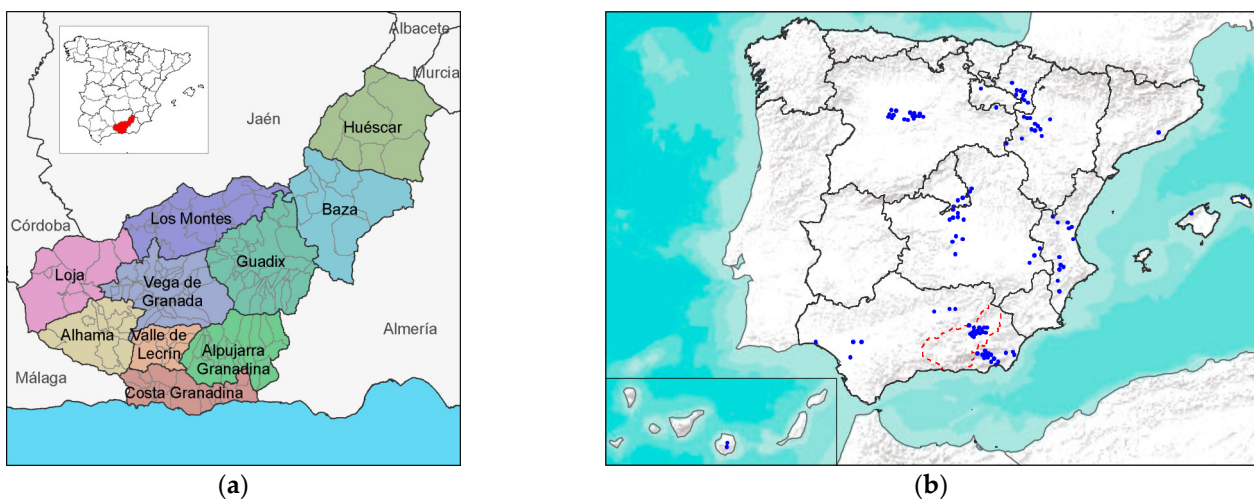 Albacete
Murcia
Jaén
Huéscar
Baza
Los Montes
Córdoba
Guadix
Loja
Vega de
Granada
Almería
Alhama
Valle de
Lecrín
Alpujarra
Granadina
Málaga
Costa Granadina
(a)
(b)